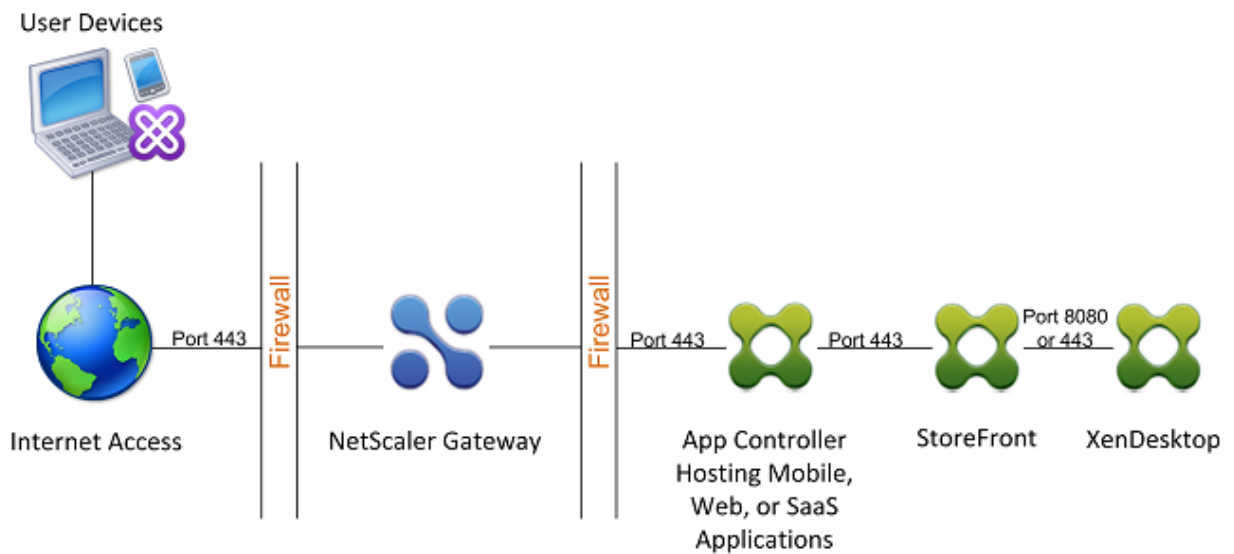 User Devices
Port 443
Firewall
Firewall
Port 443
Port 443
Port 8080
or 443
Internet Access
NetScaler Gateway
App Controller
Hosting Mobile,
Web, or SaaS
Applications
StoreFront
XenDesktop